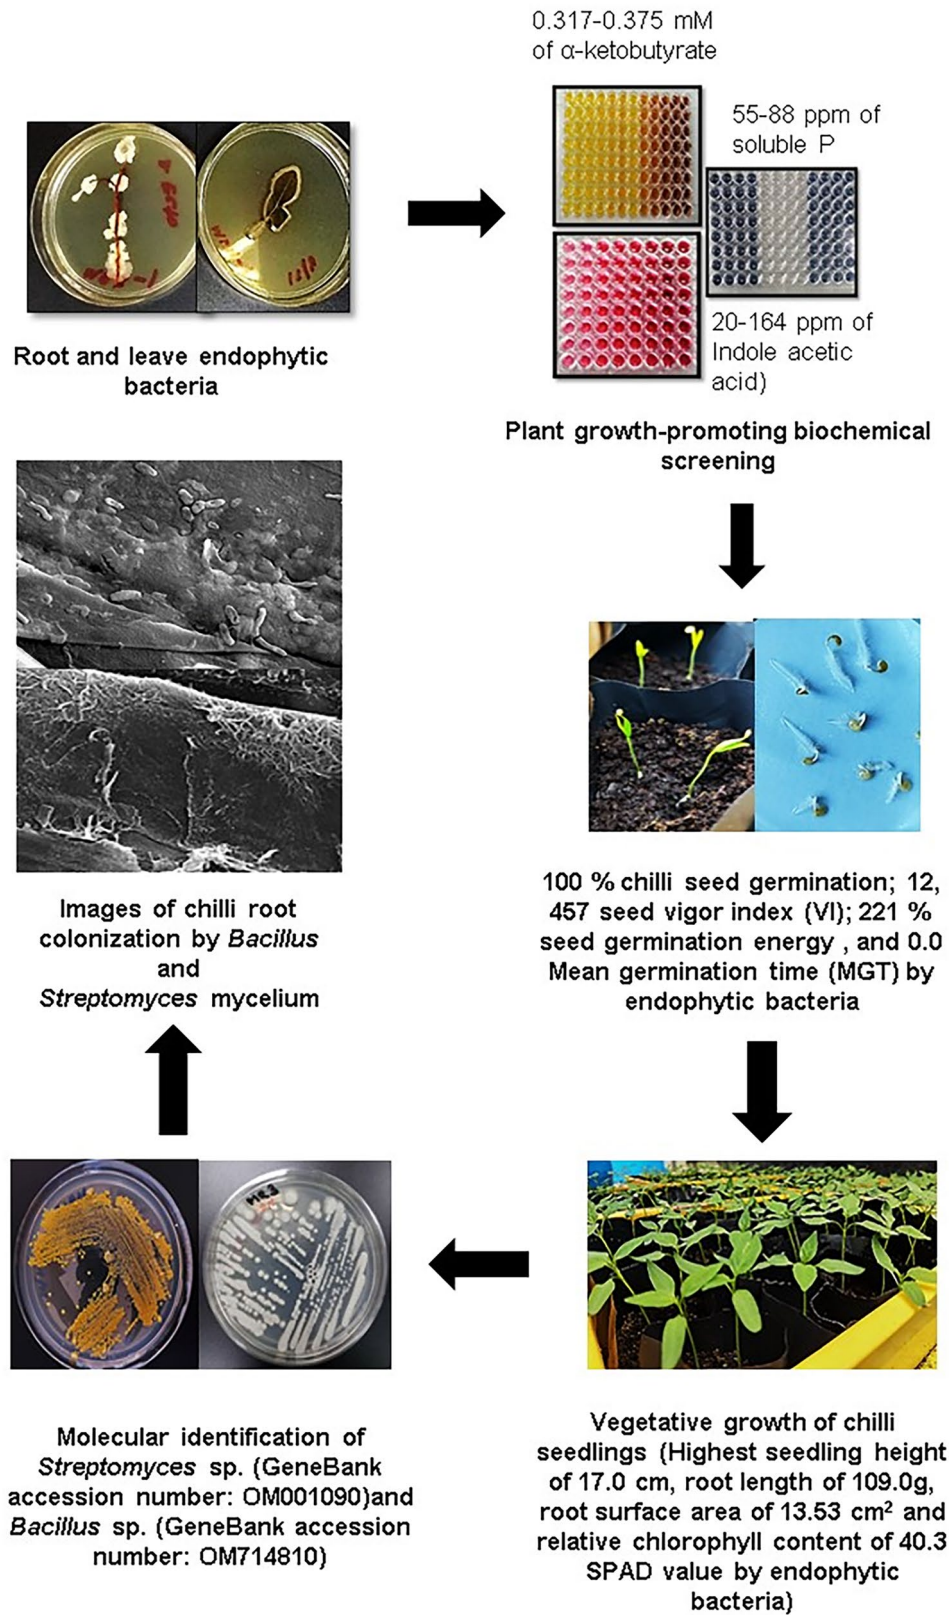 0.317-0.375 mM
of α-ketobutyrate
55-88 ppm of
soluble P
20-164 ppm of
Indole acetic
acid)
Root and leave endophytic
bacteria
Plant growth-promoting biochemical
screening
100 % chilli seed germination; 12,
457 seed vigor index (VI); 221 %
seed germination energy , and 0.0
Mean germination time (MGT) by
endophytic bacteria
Vegetative growth of chilli
seedlings (Highest seedling height
of 17.0 cm, root length of 109.0g,
root surface area of 13.53 cm² and
relative chlorophyll content of 40.3
SPAD value by endophytic
bacteria)
Molecular identification of
Streptomyces sp. (GeneBank
accession number: OM001090)and
Bacillus sp. (GeneBank accession
number: OM714810)
Images of chilli root
colonization by Bacillus
and
Streptomyces mycelium